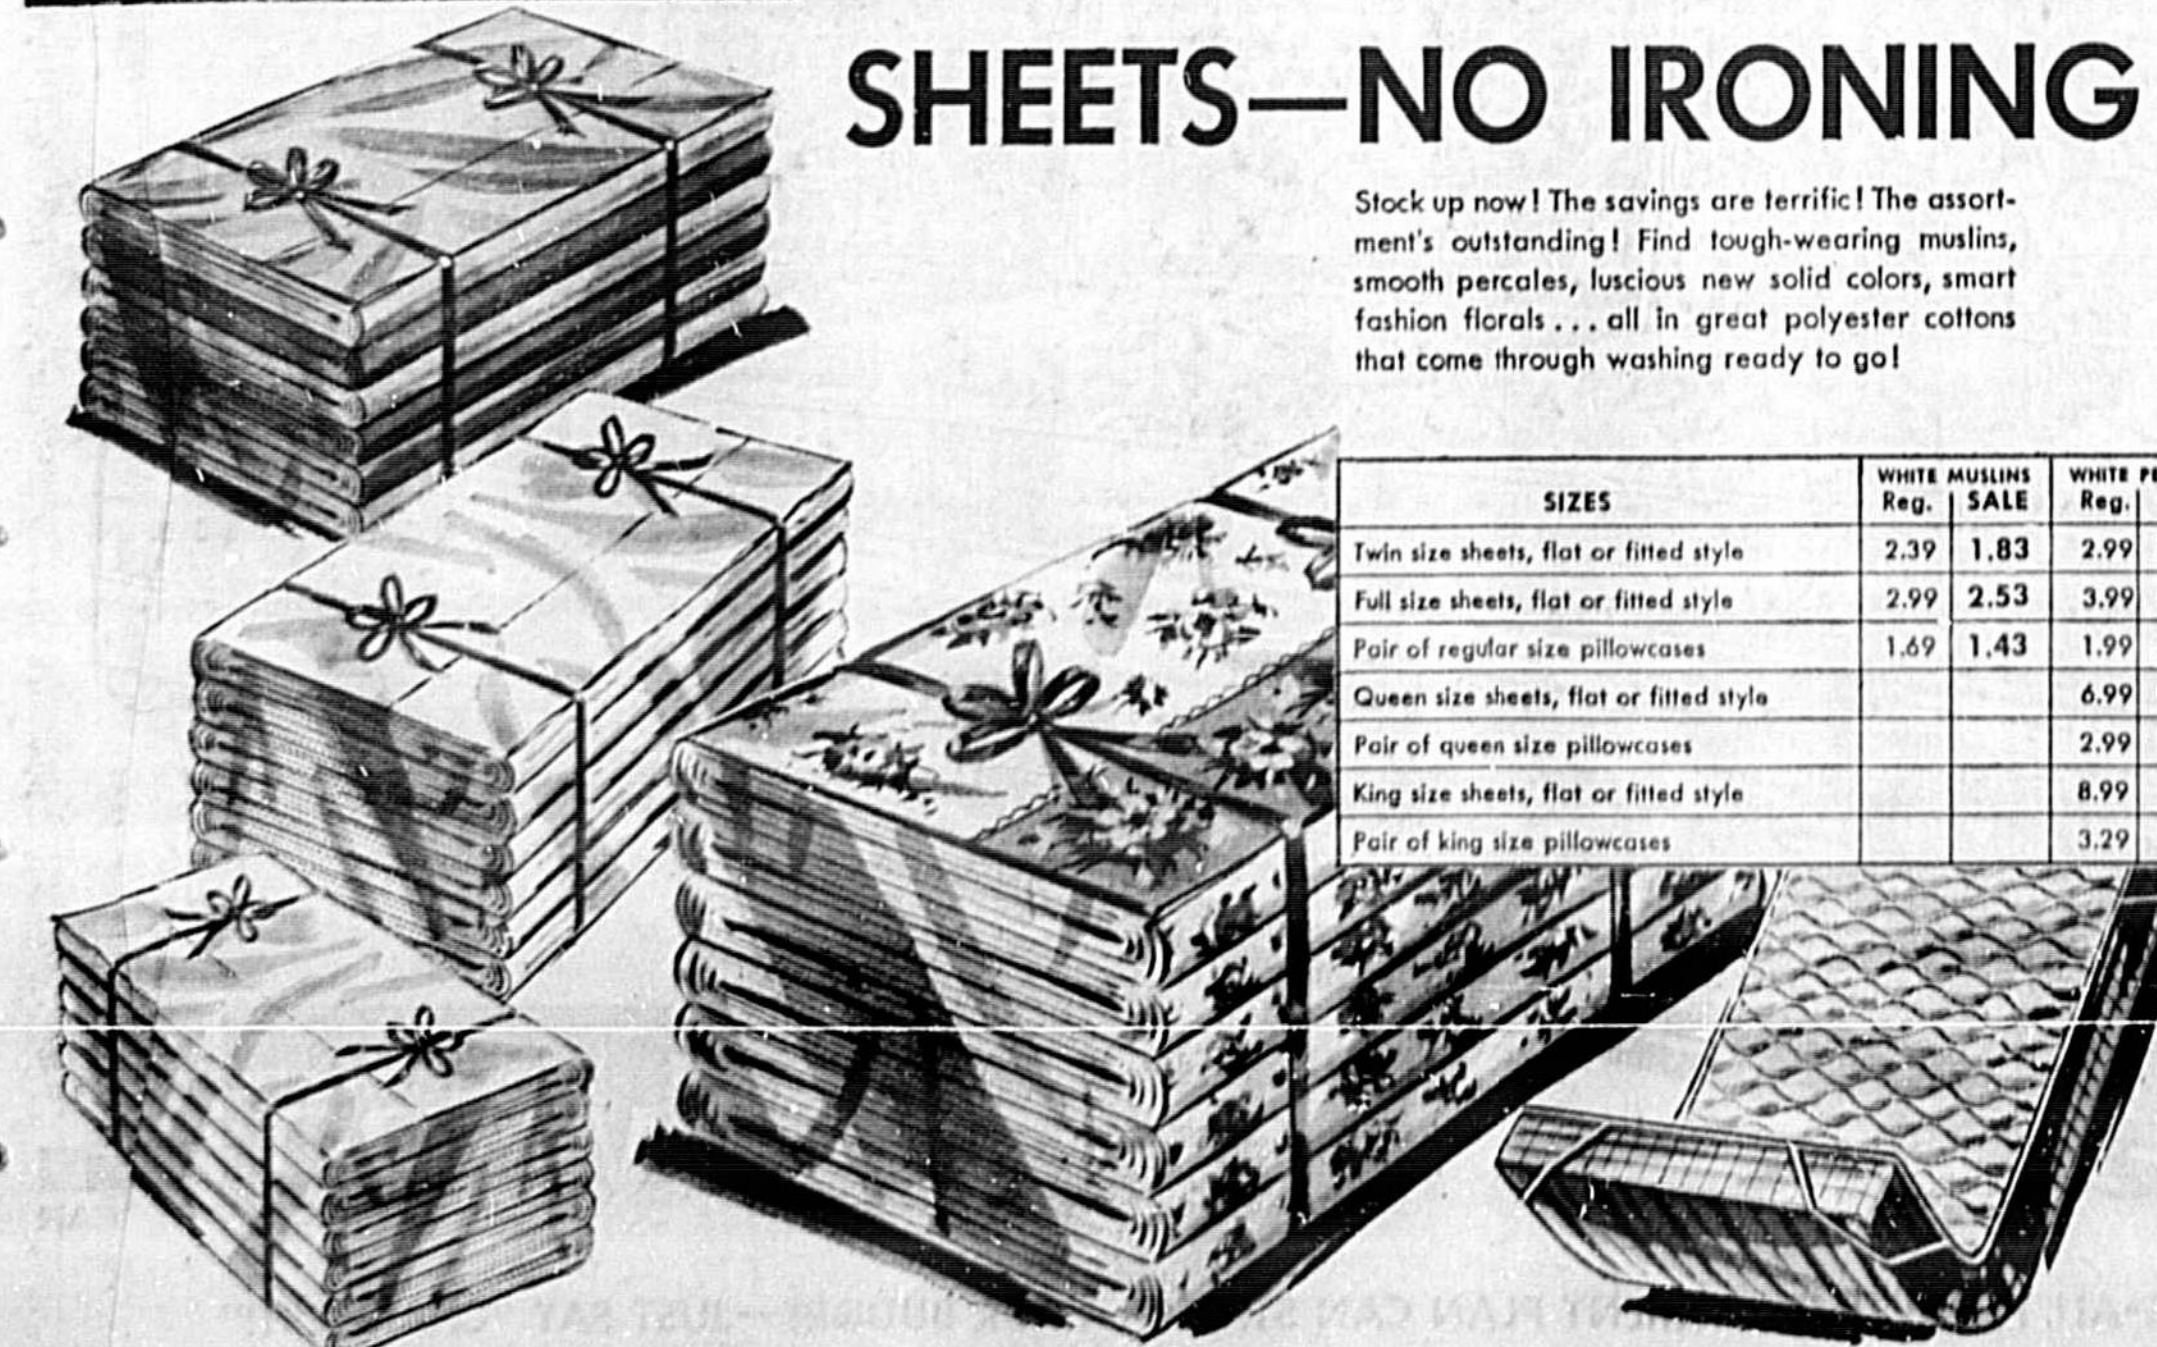 SHEETS—NO IRONING
Stock up now! The savings are terrific! The assort-
ment's outstanding! Find tough-wearing muslins,
smooth percales, luscious new solid colors, smart
fashion florals . . . all in great polyester cottons
that come through washing ready to go!
SIZES WHITE MUSLINS WHITE
Reg. SALE Reg.
Twin size sheets, flat or fitted style 2.39 1.83 2.99
Full size sheets, flat or fitted style 2.99 2.53 3.99
Pair of regular size pillowcases 1.69 1.43 1.99
Queen size sheets, flat or fitted style 6.99
Pair of queen size pillowcases 2.99
King size sheets, flat or fitted style 8.99
Pair of king size pillowcases 3.29